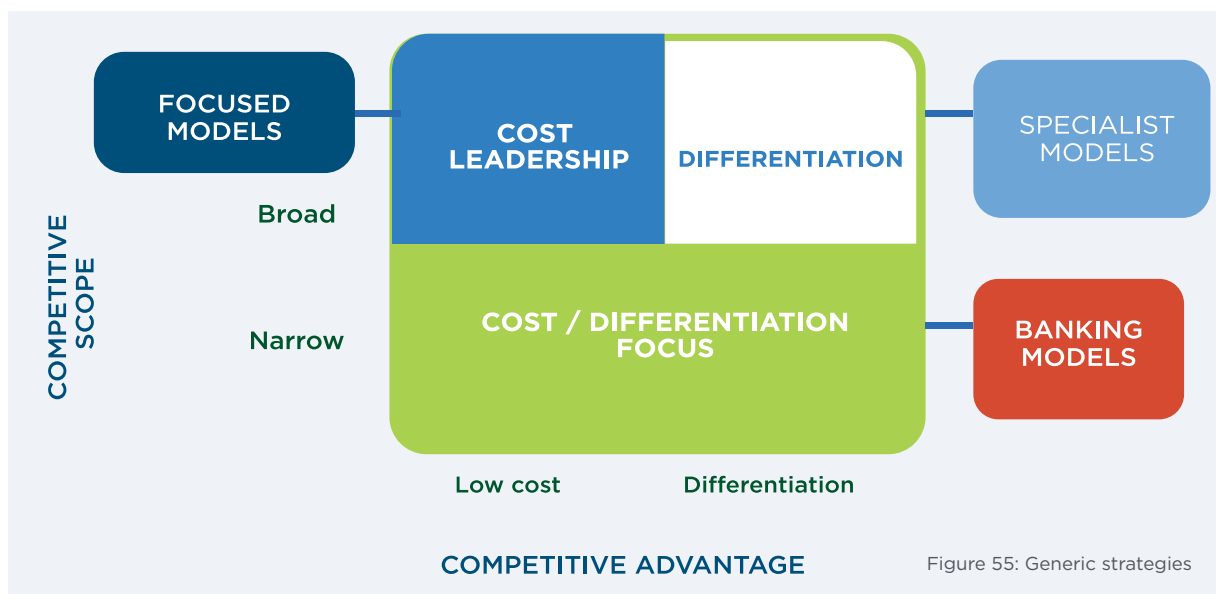 FOCUSED
MODELS
COST
LEADERSHIP
DIFFERENTIATION
SPECIALIST
MODELS
Broad
COMPETITIVE
SCOPE
Narrow
COST / DIFFERENTIATION
FOCUS
BANKING
MODELS
Low cost
Differentiation
COMPETITIVE ADVANTAGE
Figure 55: Generic strategies